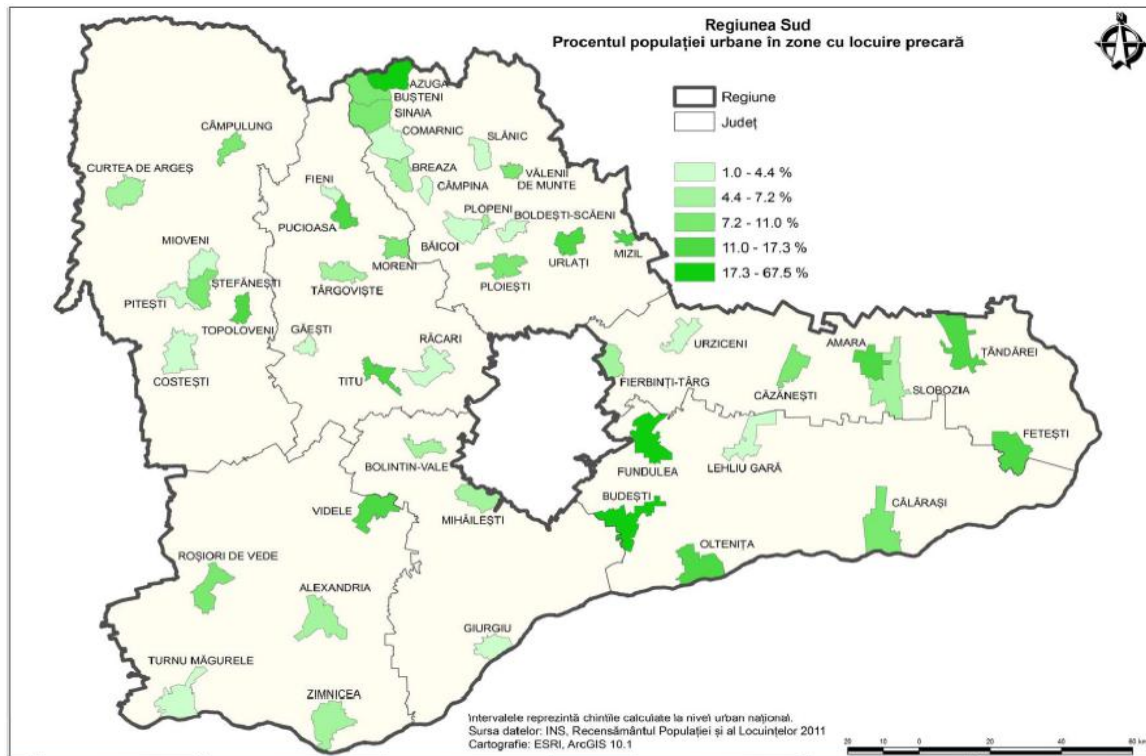 Regiunea Sud
Procentul populației urbane în zone cu locuire precară
Regiune
Județ
1.0 - 4.4 %
4.4 - 7.2 %
7.2 - 11.0 %
11.0 - 17.3 %
17.3 - 67.5 %
AZUGA
BUȘTENI
SINAIA
CÂMPULUNG
COMARNIC
SLĂNIC
CURTEA DE ARGEȘ
BREAZA
VĂLENII
DE MUNTE
FIENI
CÂMPINA
PLOPENI
BOLDEȘTI-SCĂENI
PUCIOASA
MIOVENI
BĂICOI
MIZIL
MORENI
URLAȚI
ȘTEFĂNEȘTI
TÂRGOVIȘTE
PLOIEȘTI
PITEȘTI
TOPOLOVENI
GĂEȘTI
RĂCARI
URZICENI
AMARA
ȚĂNDĂREI
COSTEȘTI
TITU
FIERBINȚI-TÂRG
CĂZĂNEȘTI
SLOBOZIA
FETEȘTI
BOLINTIN-VALE
FUNDULEA
LEHLIU GARĂ
BUDEȘTI
CĂLĂRAȘI
VIDELE
MIHĂILEȘTI
OLTENIȚA
ROȘIORI DE VEDE
ALEXANDRIA
GIURGIU
TURNU MĂGURELE
ZIMNICEA
Intervalele reprezintă chintile calculate la nivel urban național.
Sursa datelor: INS, Recensământul Populației și al Locuințelor 2011
Cartografie: ESRI, ArcGIS 10.1
20 10 0 20 40 60